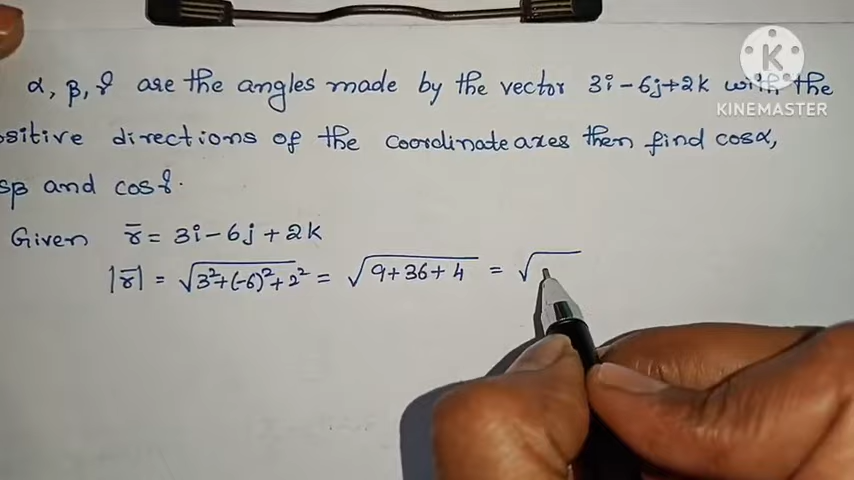 α, β, γ are the angles made by the vector 3i - 6j + 2k with the
ositive directions of the coordinate axes then find cosα,
sβ and cosγ.
Given r̄ = 3i - 6j + 2k
|r̄| = √3²+(-6)²+2² = √9+36+4 = √
K
KINEMASTER